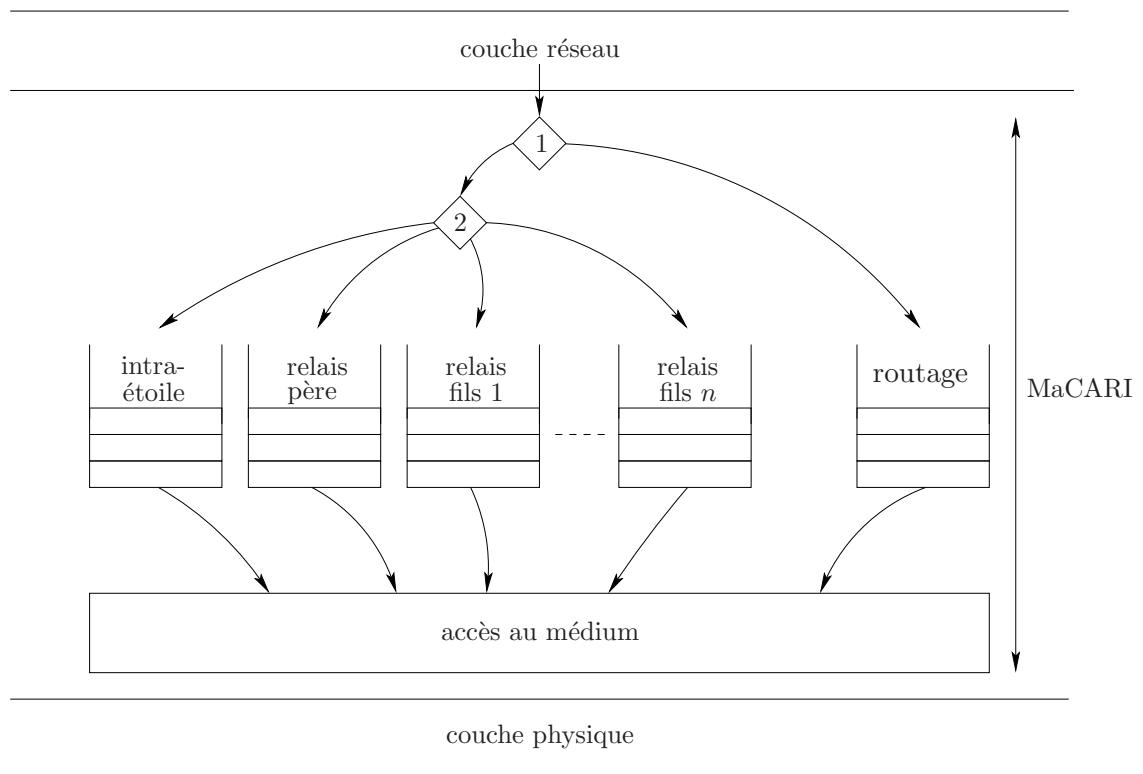 couche réseau
1
2
intra-
étoile
relais
père
relais
fils 1
relais
fils n
routage
MaCARI
accès au médium
couche physique